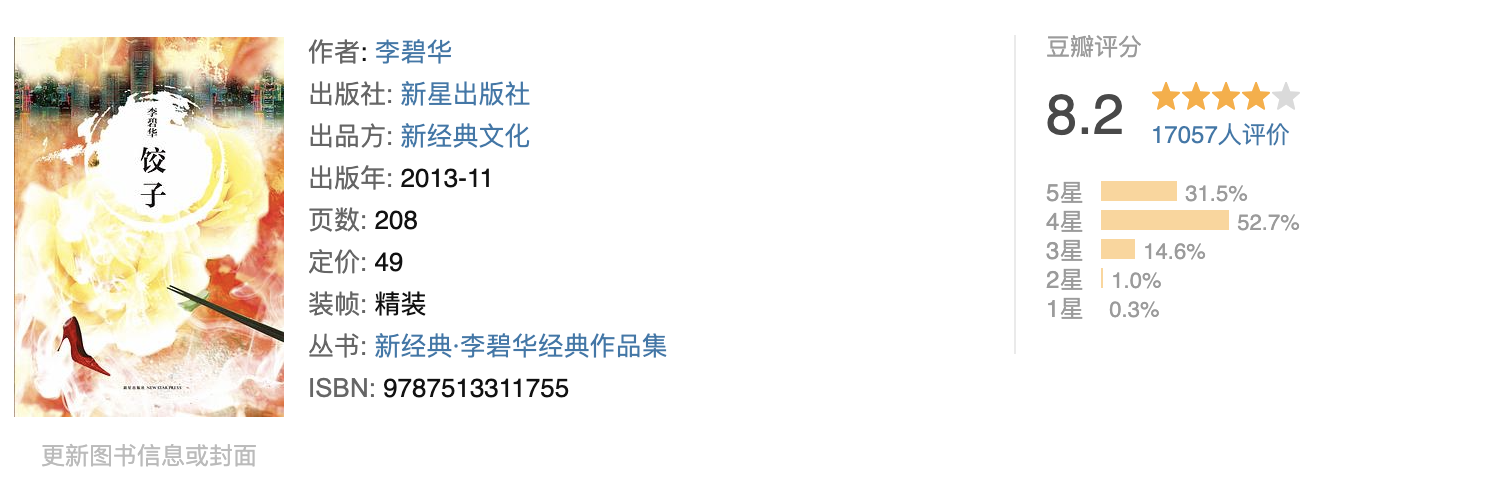 李碧华
饺子
新星出版社 NEW STAR PRESS
作者: 李碧华
出版社: 新星出版社
出品方: 新经典文化
出版年: 2013-11
页数: 208
定价: 49
装帧: 精装
丛书: 新经典·李碧华经典作品集
ISBN: 9787513311755
更新图书信息或封面
豆瓣评分
8.2
17057人评价
5星 31.5%
4星 52.7%
3星 14.6%
2星 1.0%
1星 0.3%